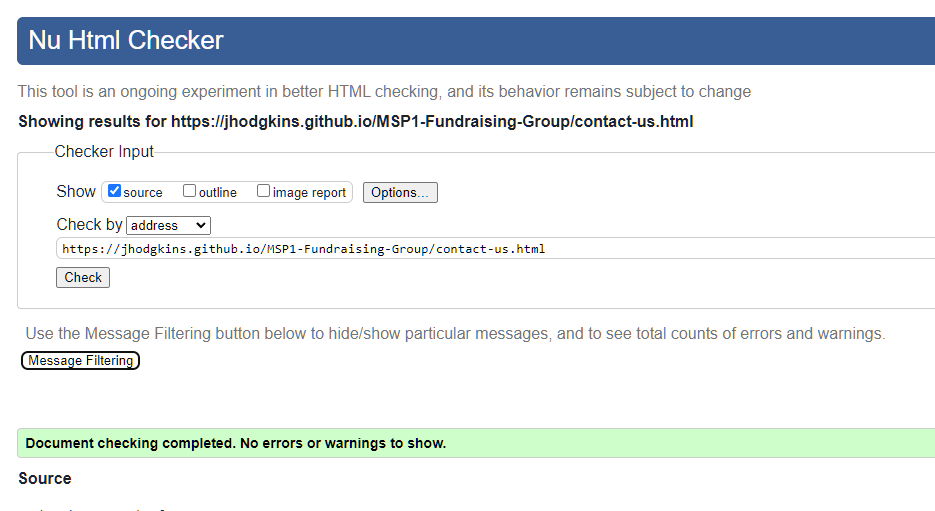 Nu Html Checker
This tool is an ongoing experiment in better HTML checking, and its behavior remains subject to change
Showing results for https://jhodgkins.github.io/MSP1-Fundraising-Group/contact-us.html
Checker Input
Show source outline image report Options...
Check by address
https://jhodgkins.github.io/MSP1-Fundraising-Group/contact-us.html
Check
Use the Message Filtering button below to hide/show particular messages, and to see total counts of errors and warnings.
Message Filtering
Document checking completed. No errors or warnings to show.
Source